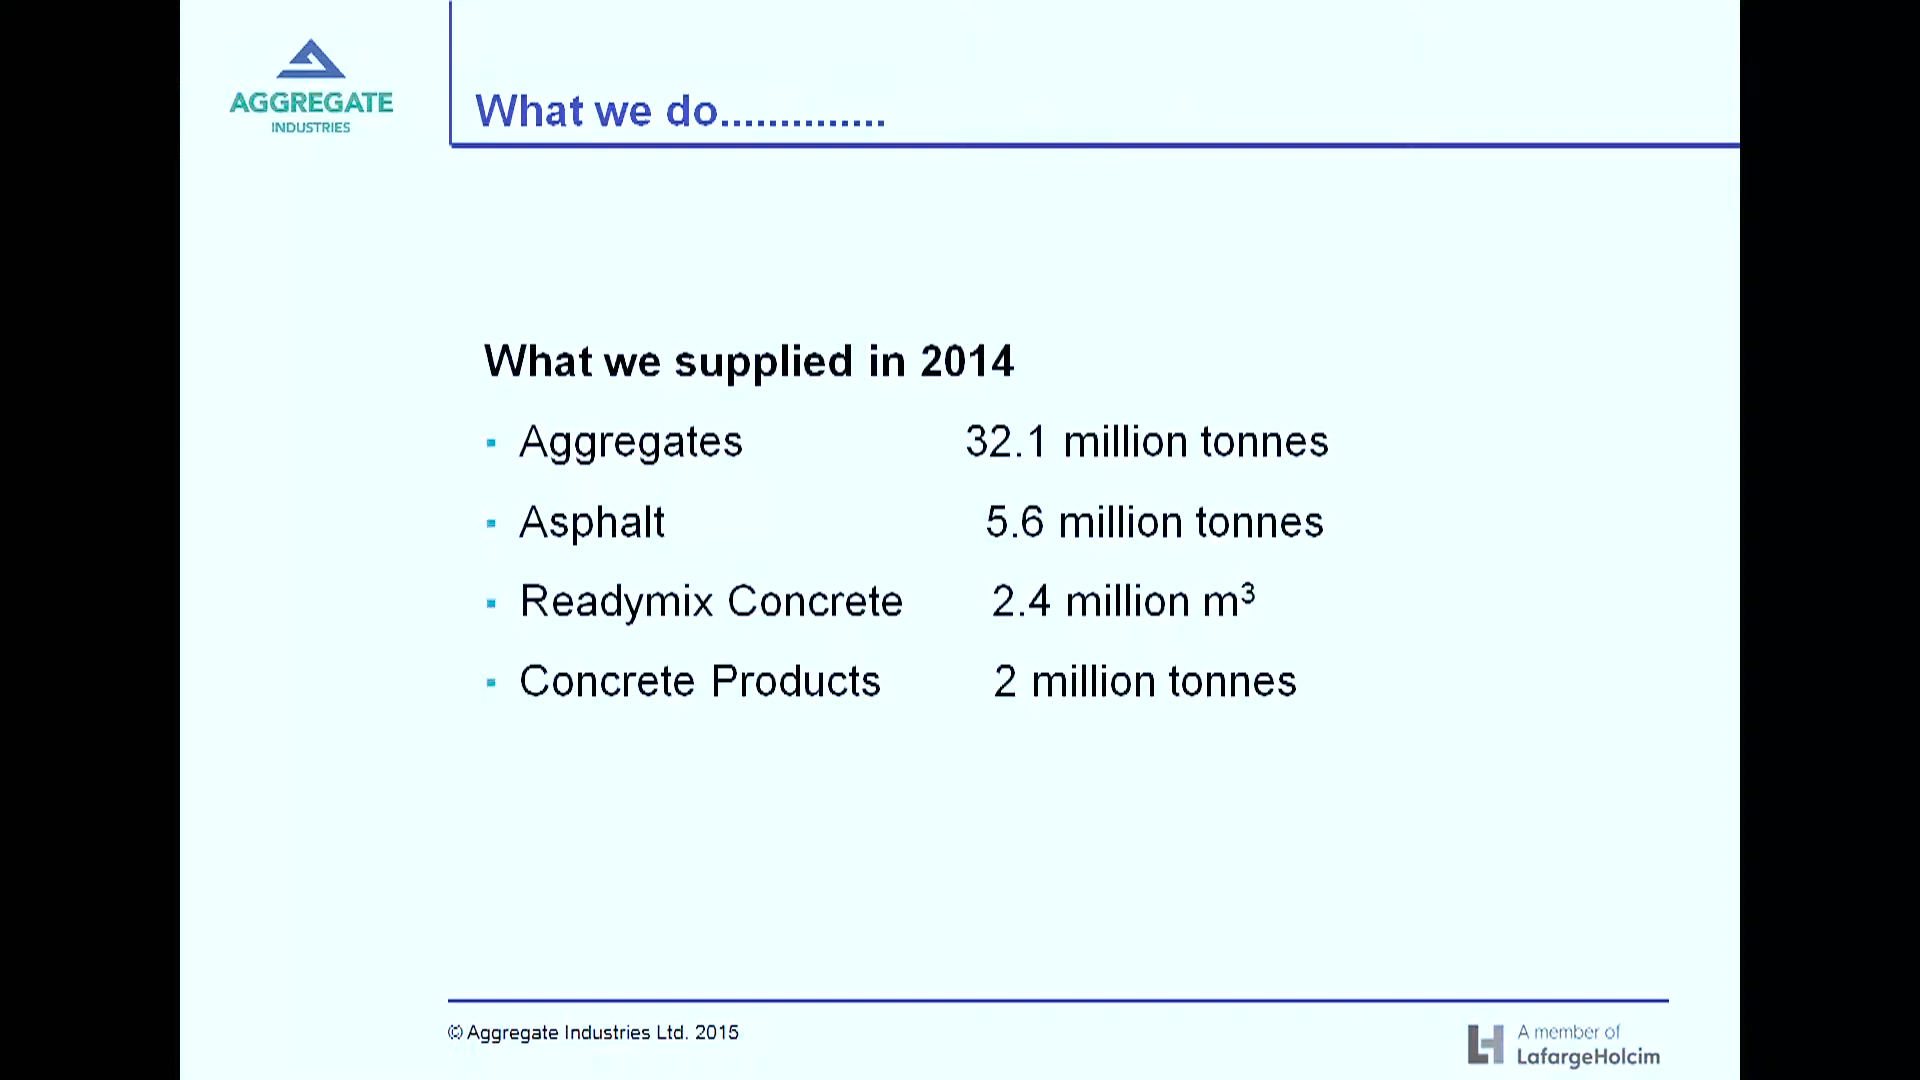 AGGREGATE
INDUSTRIES
What we do..............
What we supplied in 2014
▪ Aggregates 32.1 million tonnes
▪ Asphalt 5.6 million tonnes
▪ Readymix Concrete 2.4 million m³
▪ Concrete Products 2 million tonnes
© Aggregate Industries Ltd. 2015
A member of
LafargeHolcim